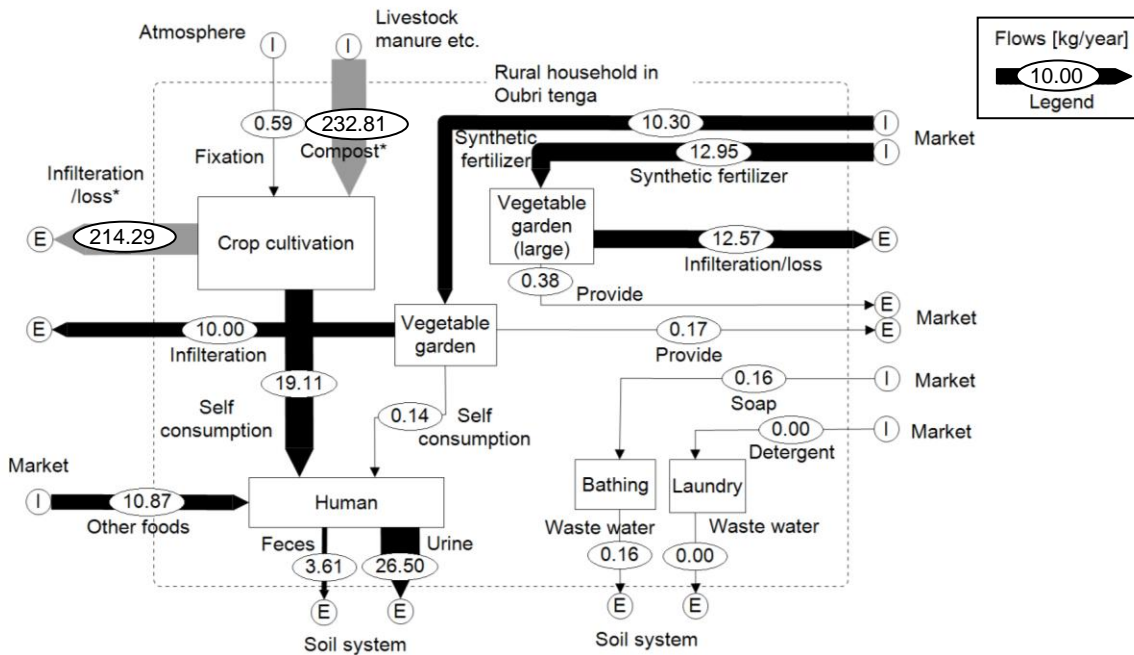 Atmosphere
I
Livestock
manure etc.
I
Flows [kg/year]
10.00
Legend
Rural household in
Oubri tenga
0.59
Fixation
232.81
Compost*
10.30
I
Market
Synthetic
fertilizer
12.95
I
Synthetic fertilizer
Infilteration
/loss*
E
214.29
Crop cultivation
Vegetable
garden
(large)
12.57
E
Infilteration/loss
0.38
Provide
E
Market
E
10.00
Infilteration
Vegetable
garden
0.17
E
Provide
19.11
Self
consumption
0.14
Self
consumption
0.16
I
Market
Soap
0.00
I
Market
Detergent
Market
I
10.87
Other foods
Human
Bathing
Laundry
Feces
3.61
E
Urine
26.50
E
Soil system
Waste water
0.16
E
Waste water
0.00
E
Soil system